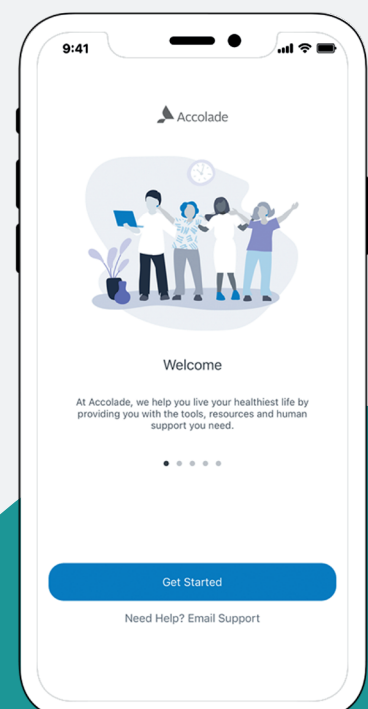 9:41
Accolade
Welcome
At Accolade, we help you live your healthiest life by
providing you with the tools, resources and human
support you need.
Get Started
Need Help? Email Support